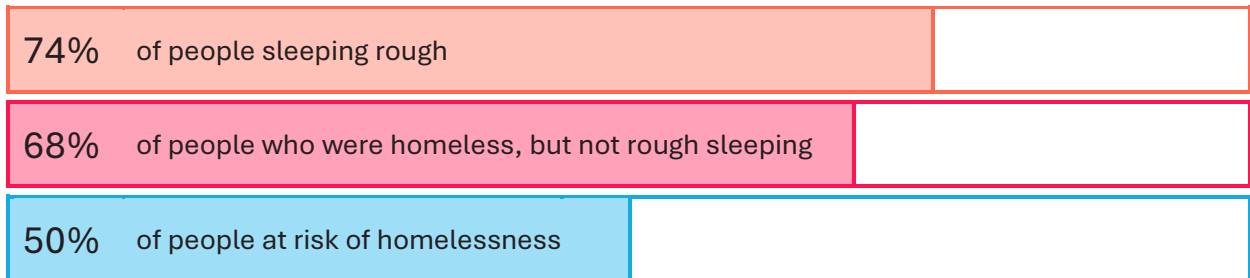 74% of people sleeping rough
68% of people who were homeless, but not rough sleeping
50% of people at risk of homelessness